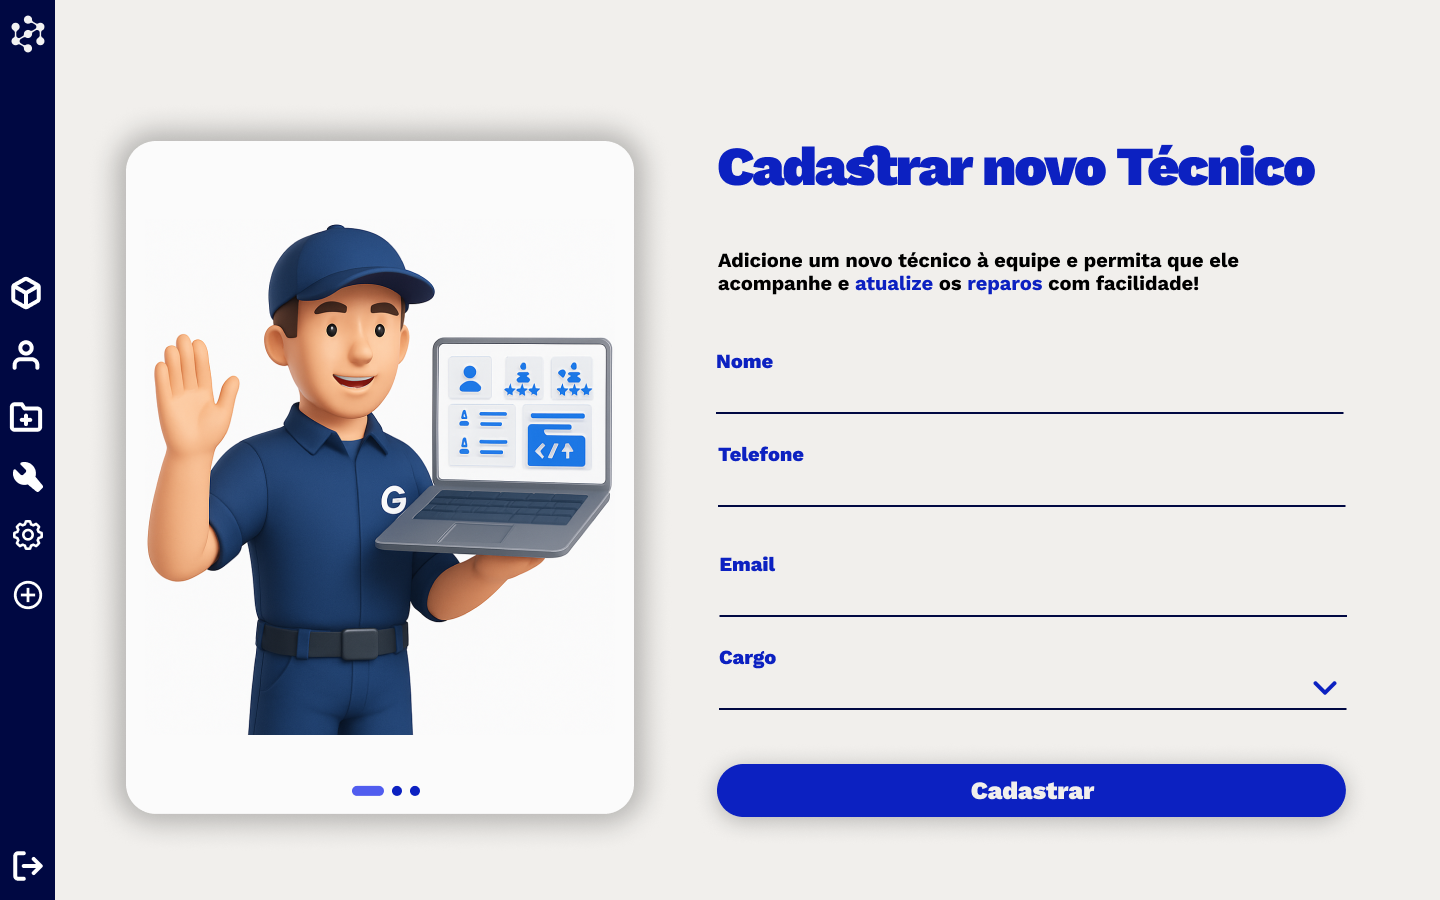 Cadastrar novo Técnico
Adicione um novo técnico à equipe e permita que ele
acompanhe e atualize os reparos com facilidade!
Nome
Telefone
Email
Cargo
Cadastrar
G